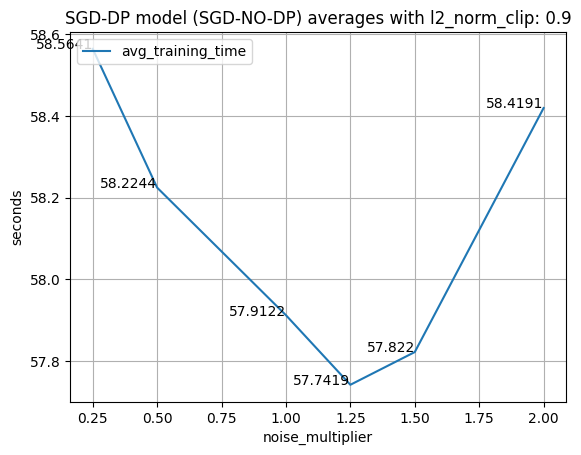 SGD-DP model (SGD-NO-DP) averages with l2_norm_clip: 0.9
58.6
58.5641
avg_training_time
58.4
58.4191
58.2
58.2244
58.0
57.9122
57.8
57.822
57.7419
seconds
0.25 0.50 0.75 1.00 1.25 1.50 1.75 2.00
noise_multiplier